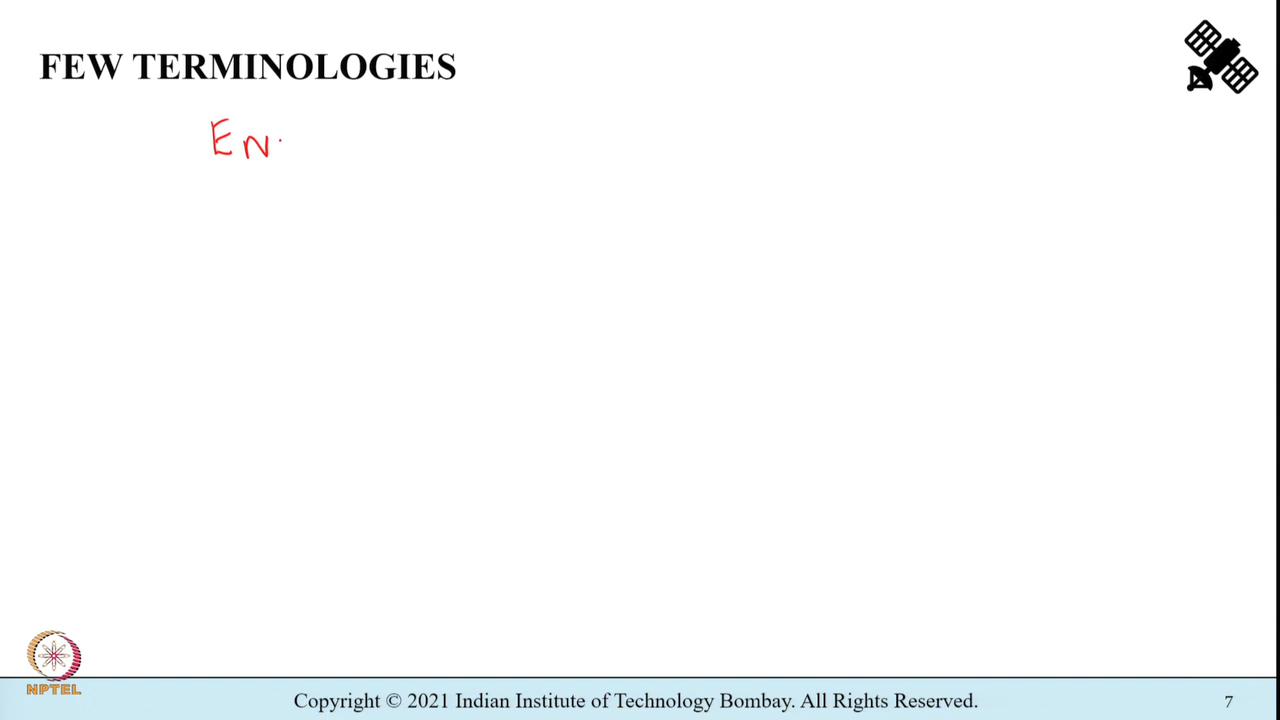 FEW TERMINOLOGIES
EN
NPTEL
Copyright © 2021 Indian Institute of Technology Bombay. All Rights Reserved.
7